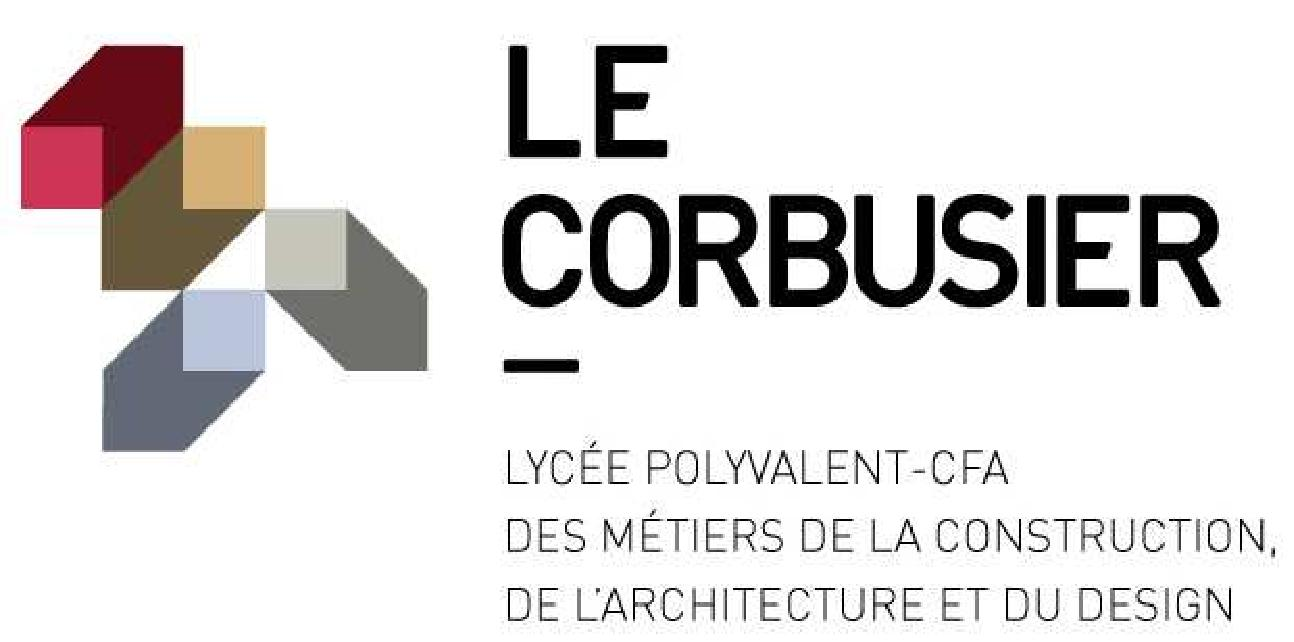 LE
CORBUSIER
LYCÉE POLYVALENT-CFA
DES MÉTIERS DE LA CONSTRUCTION,
DE L'ARCHITECTURE ET DU DESIGN